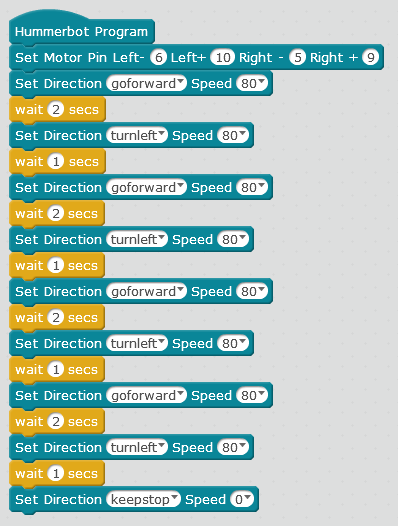 Hummerbot Program
Set Motor Pin Left- 6 Left+ 10 Right - 5 Right + 9
Set Direction goforward Speed 80
wait 2 secs
Set Direction turnleft Speed 80
wait 1 secs
Set Direction goforward Speed 80
wait 2 secs
Set Direction turnleft Speed 80
wait 1 secs
Set Direction goforward Speed 80
wait 2 secs
Set Direction turnleft Speed 80
wait 1 secs
Set Direction goforward Speed 80
wait 2 secs
Set Direction turnleft Speed 80
wait 1 secs
Set Direction keepstop Speed 0